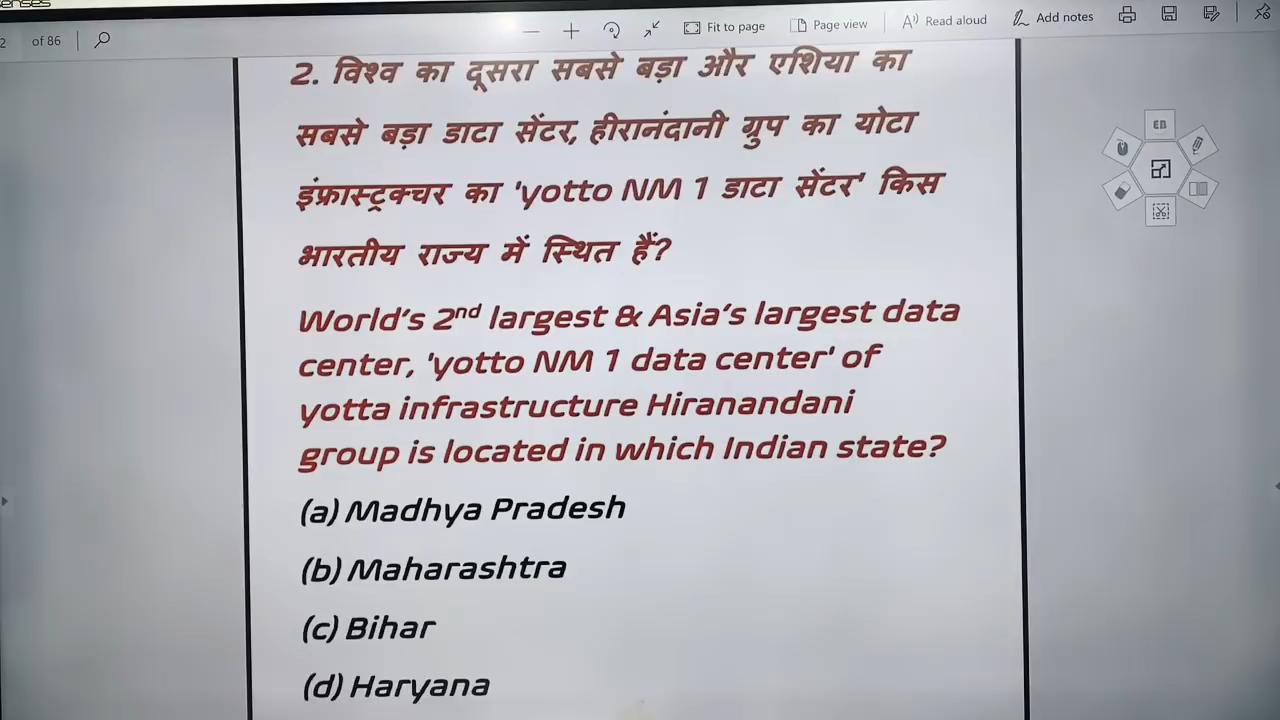 enses
2 of 86
Fit to page
Page view
Read aloud
Add notes
2. विश्व का दूसरा सबसे बड़ा और एशिया का
सबसे बड़ा डाटा सेंटर, हीरानंदानी ग्रुप का योटा
इंफ्रास्ट्रक्चर का 'yotto NM 1 डाटा सेंटर' किस
भारतीय राज्य में स्थित हैं?
World's 2nd largest & Asia's largest data
center, 'yotto NM 1 data center' of
yotta infrastructure Hiranandani
group is located in which Indian state?
(a) Madhya Pradesh
(b) Maharashtra
(c) Bihar
(d) Haryana